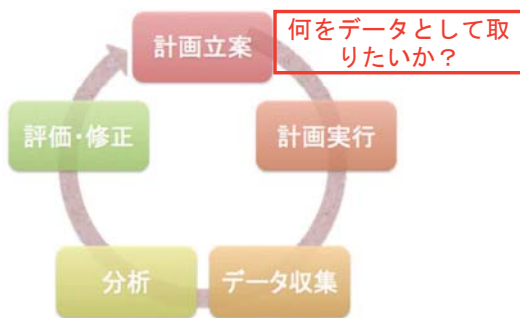 計画立案
何をデータとして取
りたいか？
計画実行
データ収集
分析
評価・修正